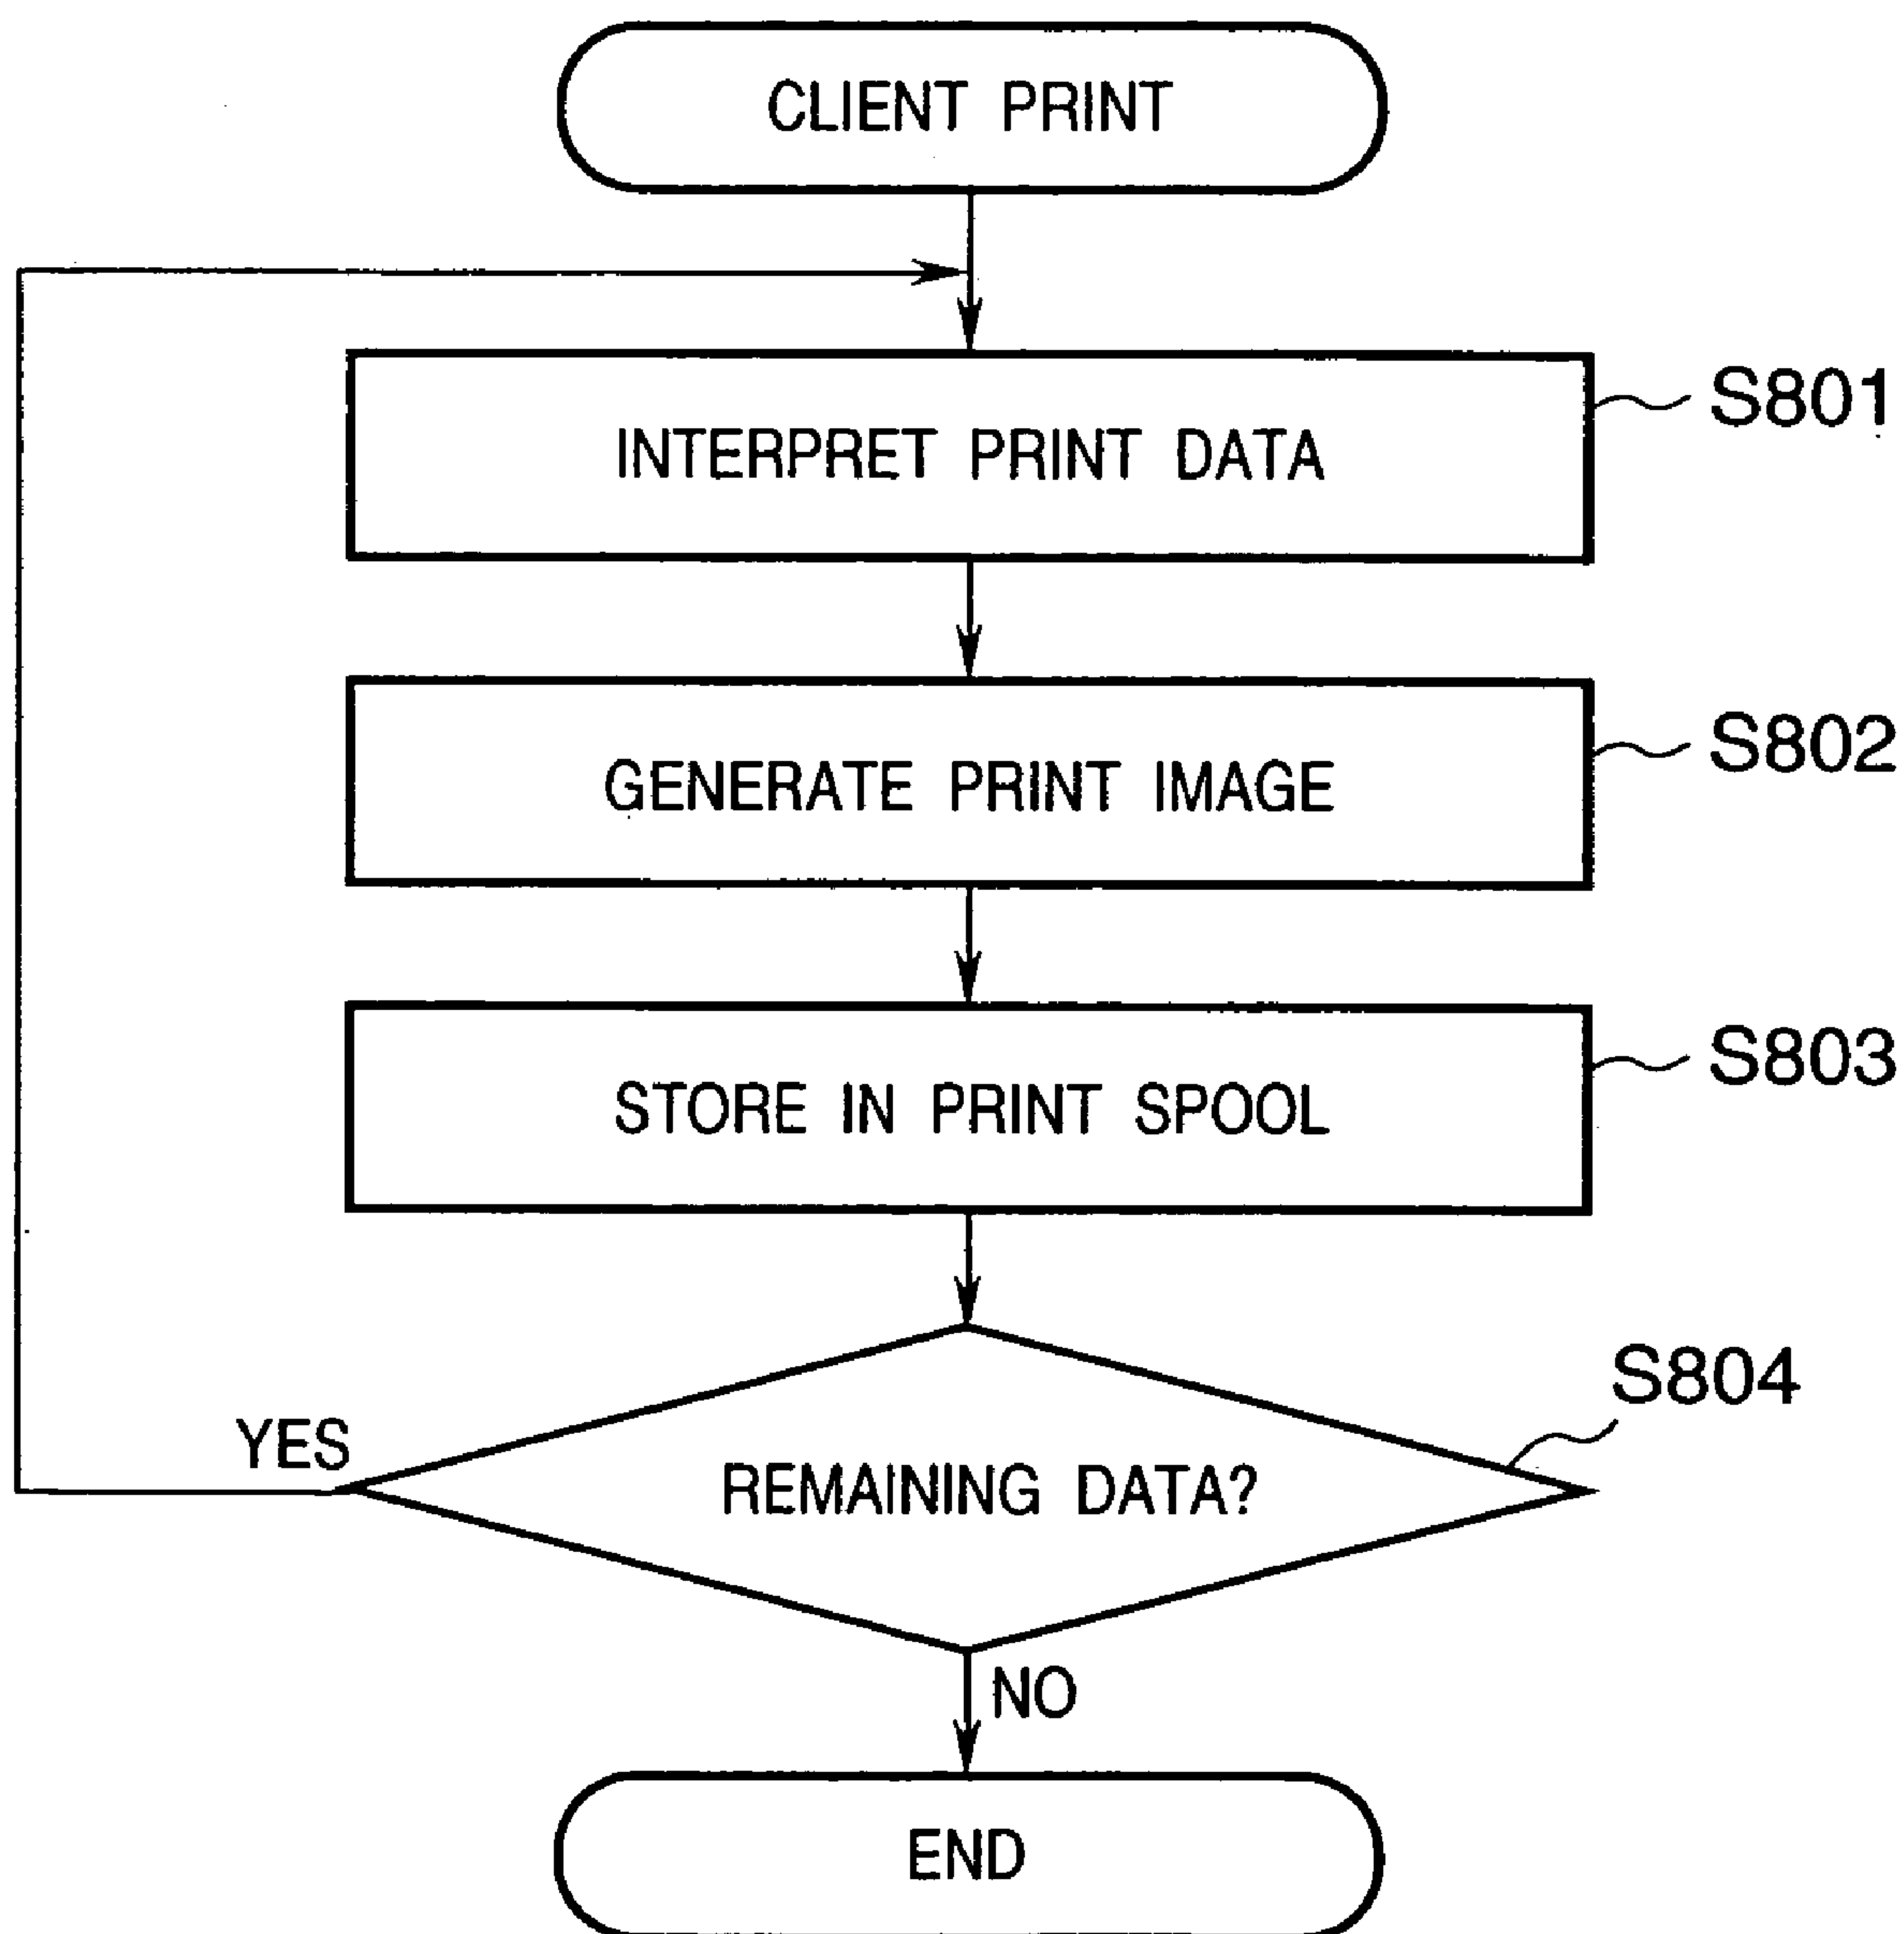 CLIENT PRINT
INTERPRET PRINT DATA
S801
GENERATE PRINT IMAGE
S802
STORE IN PRINT SPOOL
S803
S804
YES
REMAINING DATA?
NO
END